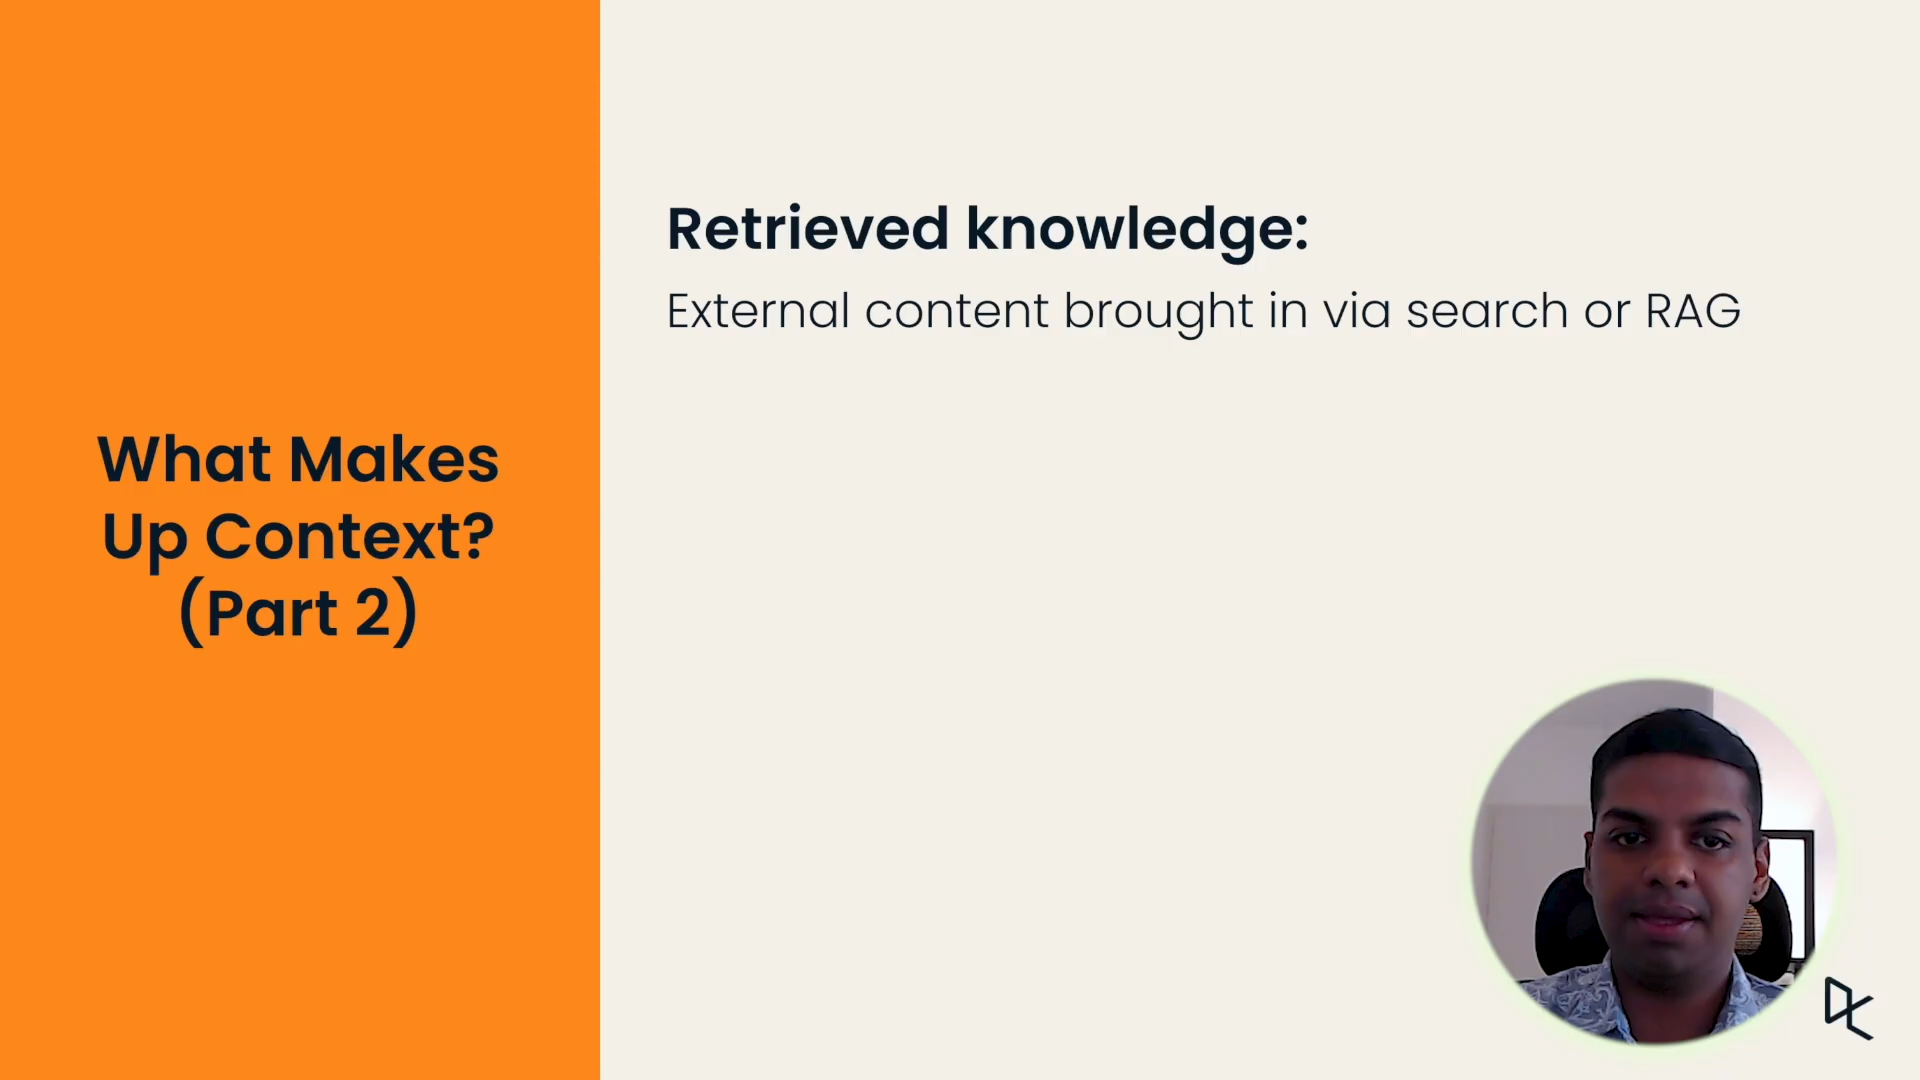 What Makes
Up Context?
(Part 2)
Retrieved knowledge:
External content brought in via search or RAG